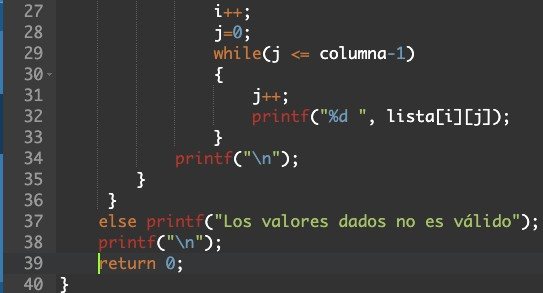 27 i++;
28 j=0;
29 while(j <= columna-1)
30 {
31 j++;
32 printf("%d ", lista[i][j]);
33 }
34 printf("\n");
35 }
36 }
37 else printf("Los valores dados no es válido");
38 printf("\n");
39 return 0;
40 }